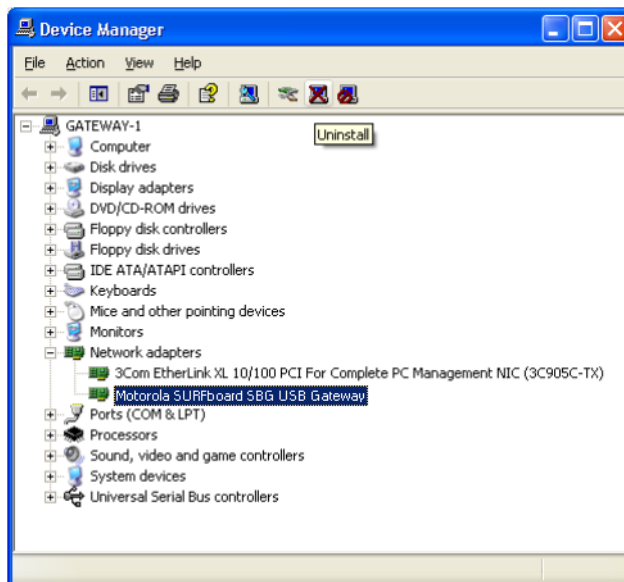 Device Manager
File Action View Help
Uninstall
GATEWAY-1
Computer
Disk drives
Display adapters
DVD/CD-ROM drives
Floppy disk controllers
Floppy disk drives
IDE ATA/ATAPI controllers
Keyboards
Mice and other pointing devices
Monitors
Network adapters
3Com EtherLink XL 10/100 PCI For Complete PC Management NIC (3C905C-TX)
Motorola SURFboard SBG USB Gateway
Ports (COM & LPT)
Processors
Sound, video and game controllers
System devices
Universal Serial Bus controllers